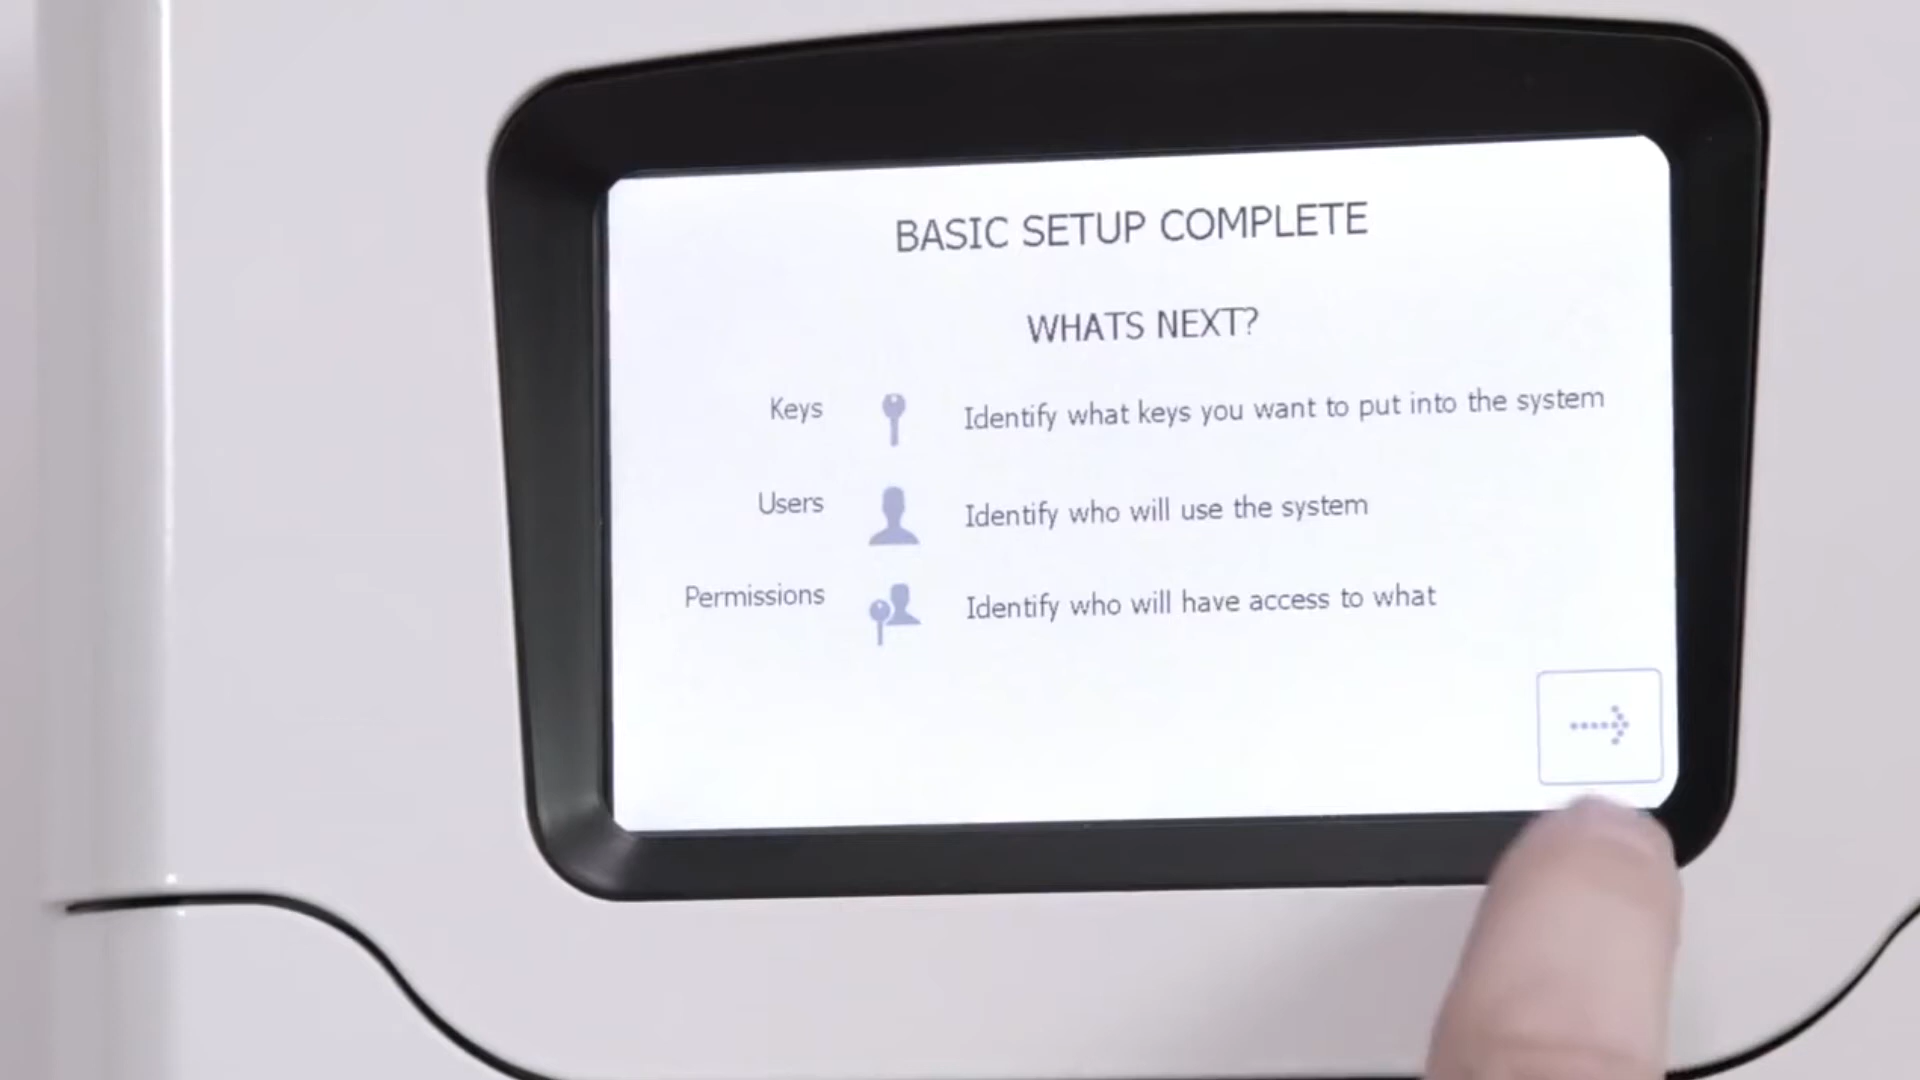 BASIC SETUP COMPLETE
WHATS NEXT?
Keys Identify what keys you want to put into the system
Users Identify who will use the system
Permissions Identify who will have access to what